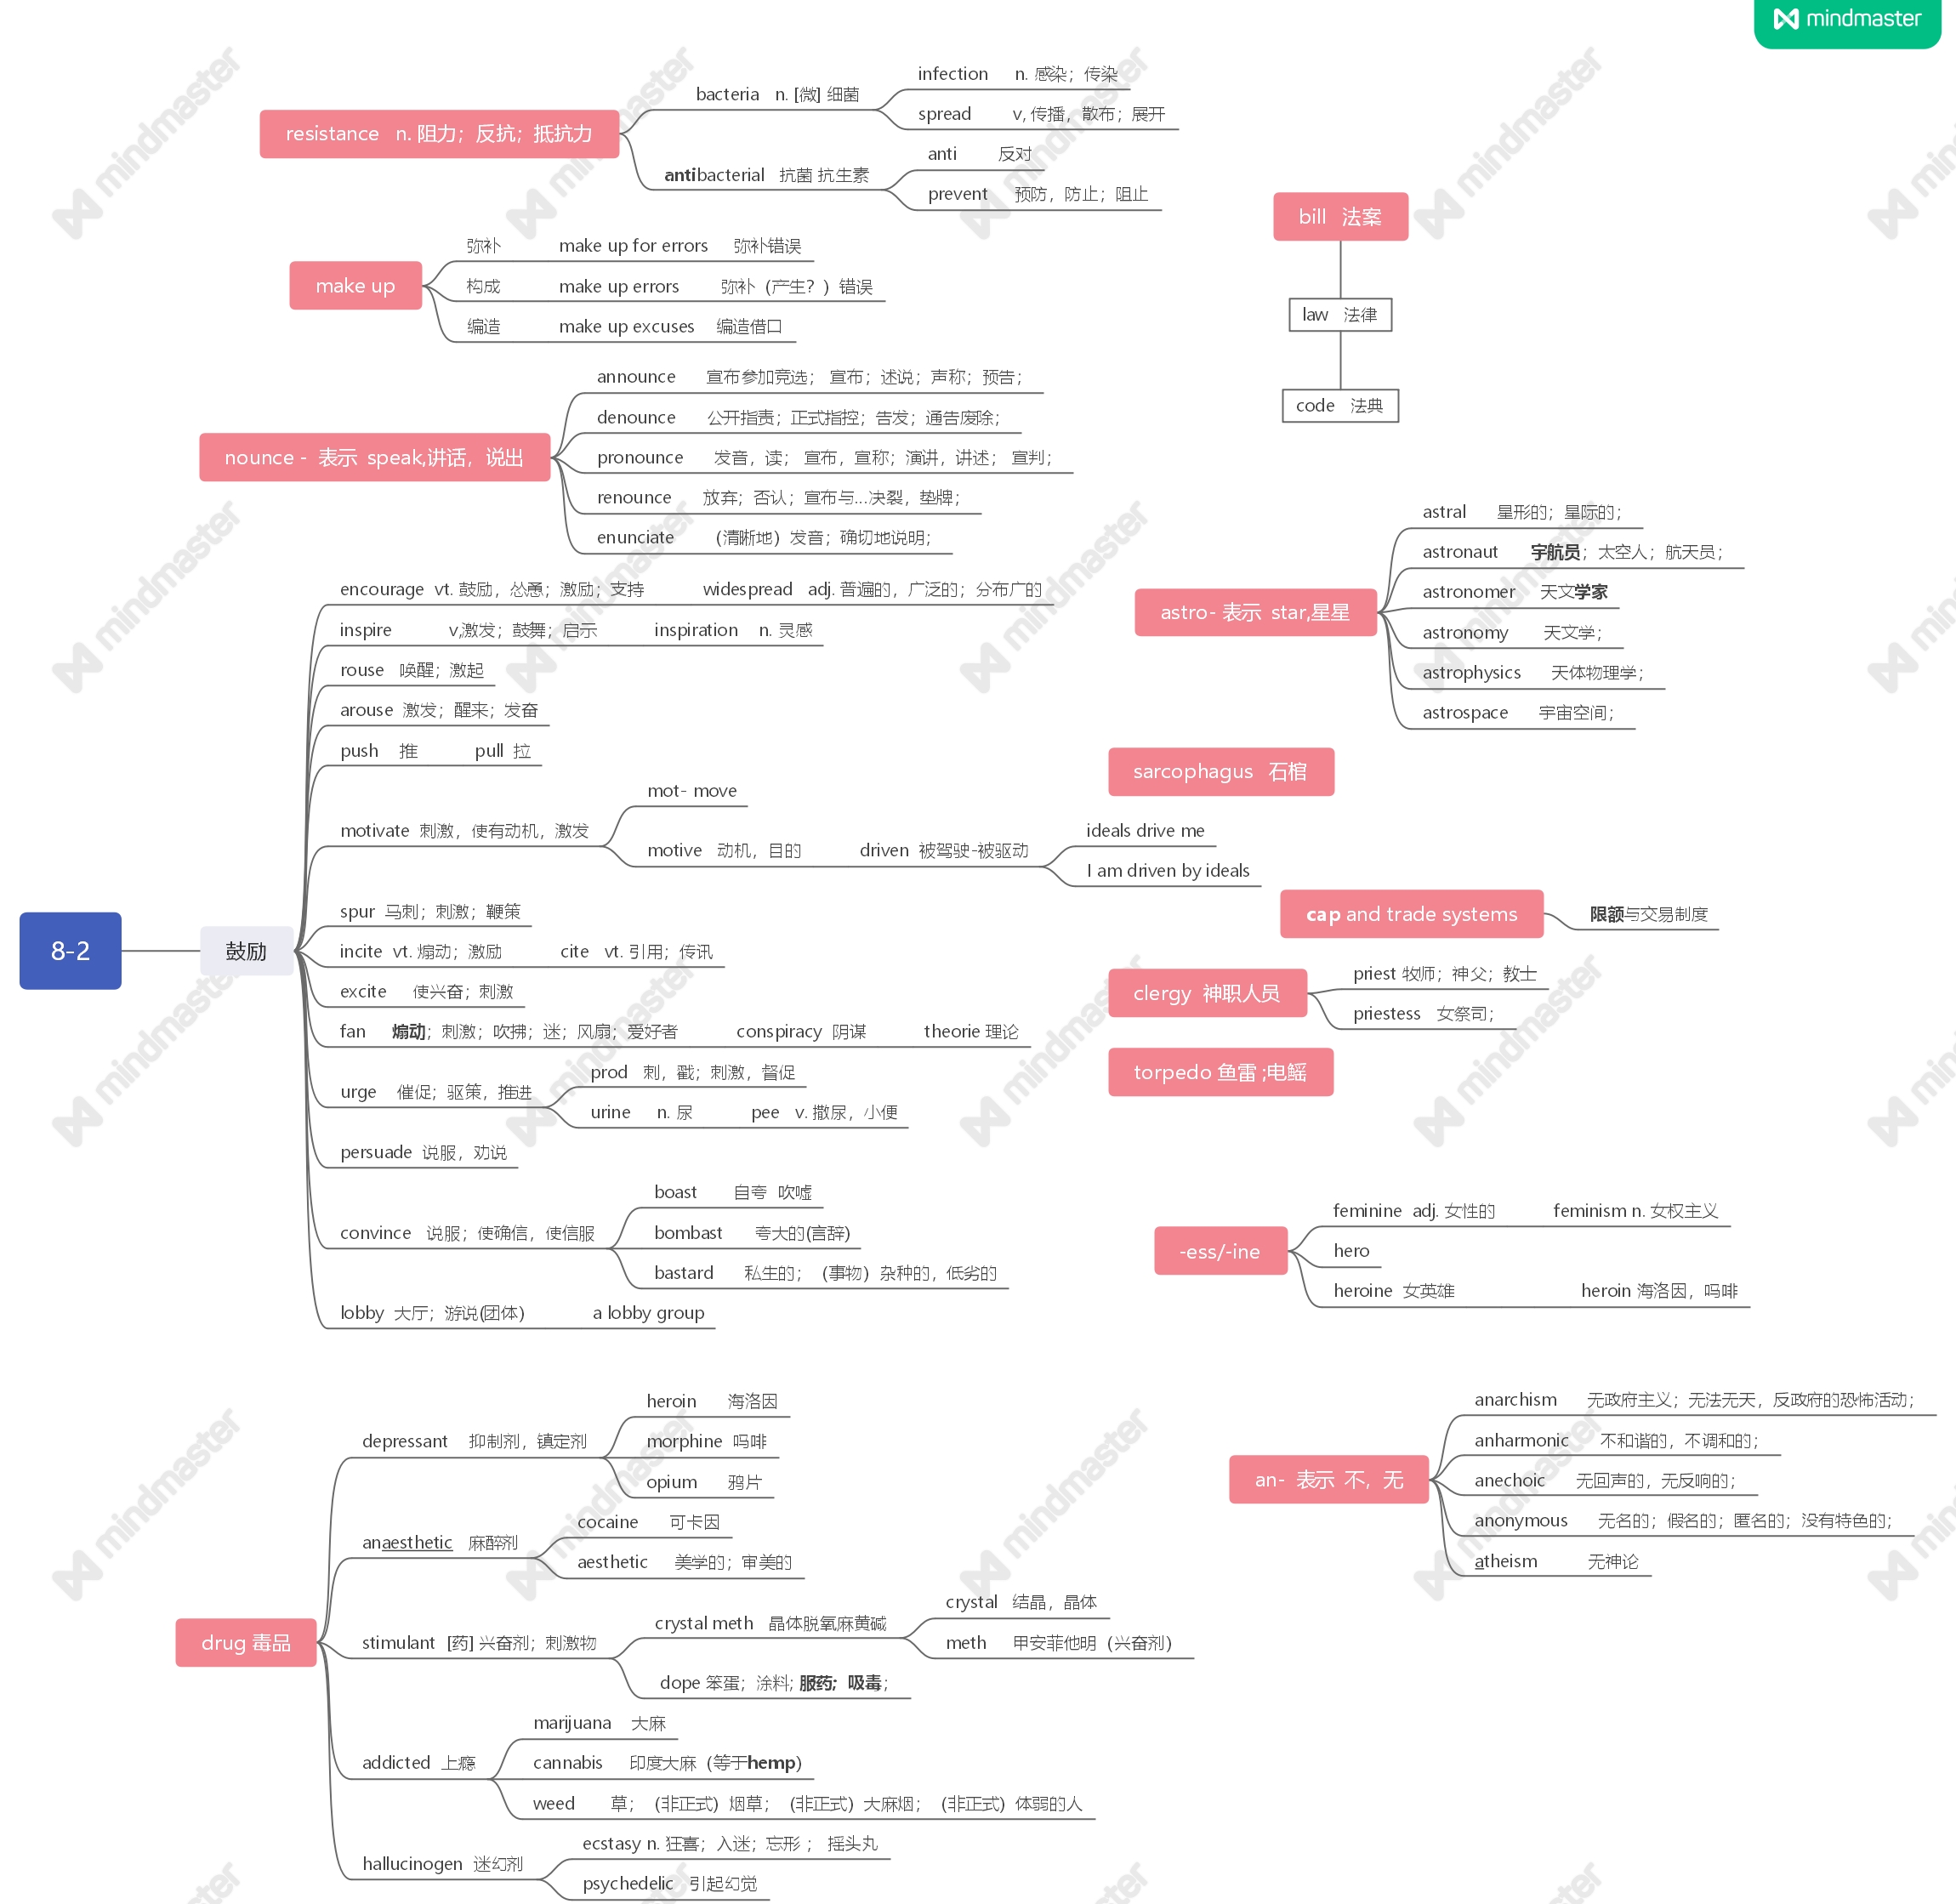 mindmaster
resistance n. 阻力；反抗；抵抗力
bacteria n. [微] 细菌
infection n. 感染；传染
spread v, 传播，散布；展开
antibacterial 抗菌 抗生素
anti 反对
prevent 预防，防止；阻止
make up
弥补 make up for errors 弥补错误
构成 make up errors 弥补（产生？）错误
编造 make up excuses 编造借口
nounce - 表示 speak,讲话，说出
announce 宣布参加竞选； 宣布；述说；声称；预告；
denounce 公开指责；正式指控；告发；通告废除；
pronounce 发音，读； 宣布，宣称；演讲，讲述； 宣判；
renounce 放弃；否认；宣布与...决裂，垫牌；
enunciate （清晰地）发音；确切地说明；
8-2
鼓励
encourage vt. 鼓励，怂恿；激励；支持 widespread adj. 普遍的，广泛的；分布广的
inspire v,激发；鼓舞；启示 inspiration n. 灵感
rouse 唤醒；激起
arouse 激发；醒来；发奋
push 推 pull 拉
motivate 刺激，使有动机，激发
mot- move
motive 动机，目的 driven 被驾驶-被驱动
ideals drive me
I am driven by ideals
spur 马刺；刺激；鞭策
incite vt. 煽动；激励 cite vt. 引用；传讯
excite 使兴奋；刺激
fan 煽动；刺激；吹拂；迷；风扇；爱好者 conspiracy 阴谋 theorie 理论
urge 催促；驱策，推进
prod 刺，戳；刺激，督促
urine n. 尿 pee v. 撒尿，小便
persuade 说服，劝说
convince 说服；使确信，使信服
boast 自夸 吹嘘
bombast 夸大的(言辞)
bastard 私生的；（事物）杂种的，低劣的
lobby 大厅；游说(团体) a lobby group
drug 毒品
depressant 抑制剂，镇定剂
heroin 海洛因
morphine 吗啡
opium 鸦片
anaesthetic 麻醉剂
cocaine 可卡因
aesthetic 美学的；审美的
stimulant [药] 兴奋剂；刺激物
crystal meth 晶体脱氧麻黄碱
crystal 结晶，晶体
meth 甲安菲他明（兴奋剂）
dope 笨蛋；涂料; 服药；吸毒；
addicted 上瘾
marijuana 大麻
cannabis 印度大麻（等于hemp）
weed 草；（非正式）烟草；（非正式）大麻烟；（非正式）体弱的人
hallucinogen 迷幻剂
ecstasy n. 狂喜；入迷；忘形 ； 摇头丸
psychedelic 引起幻觉
bill 法案
law 法律
code 法典
astro- 表示 star,星星
astral 星形的；星际的；
astronaut 宇航员；太空人；航天员；
astronomer 天文学家
astronomy 天文学；
astrophysics 天体物理学；
astrospace 宇宙空间；
sarcophagus 石棺
cap and trade systems
限额与交易制度
clergy 神职人员
priest 牧师；神父；教士
priestess 女祭司；
torpedo 鱼雷 ;电鳐
-ess/-ine
feminine adj. 女性的 feminism n. 女权主义
hero
heroine 女英雄 heroin 海洛因，吗啡
an- 表示 不，无
anarchism 无政府主义；无法无天，反政府的恐怖活动；
anharmonic 不和谐的，不调和的；
anechoic 无回声的，无反响的；
anonymous 无名的；假名的；匿名的；没有特色的；
atheism 无神论